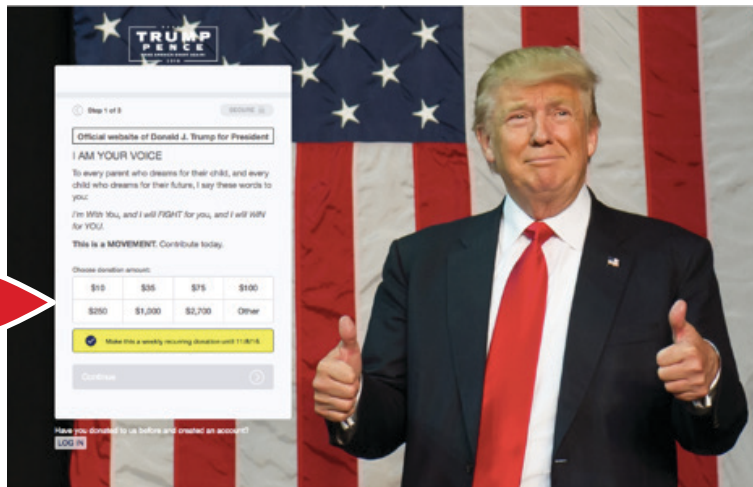 TRUMP
PENCE
Step 1 of 3
SECURE
Official website of Donald J. Trump for President
I AM YOUR VOICE
To every parent who dreams for their child, and every
child who dreams for their future, I say these words to
you:
I'm With You, and I will FIGHT for you, and I will WIN
for YOU.
This is a MOVEMENT. Contribute today.
Choose donation amount:
$10 $35 $75 $100
$250 $1,000 $2,700 Other
Make this a weekly recurring donation until 11/8/16.
Continue
Have you donated to us before and created an account?
LOG IN